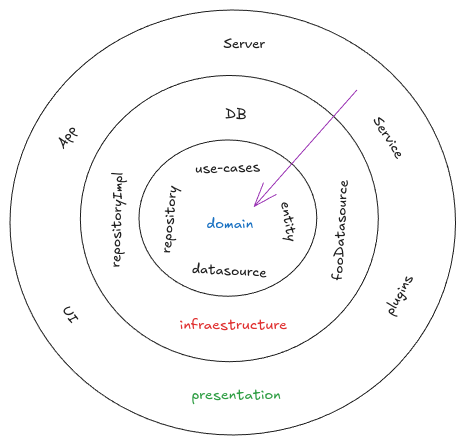 Server
App
Service
DB
repositoryImpl
use-cases
repository
domain
entity
fooDatasource
datasource
UI
plugins
infraestructure
presentation